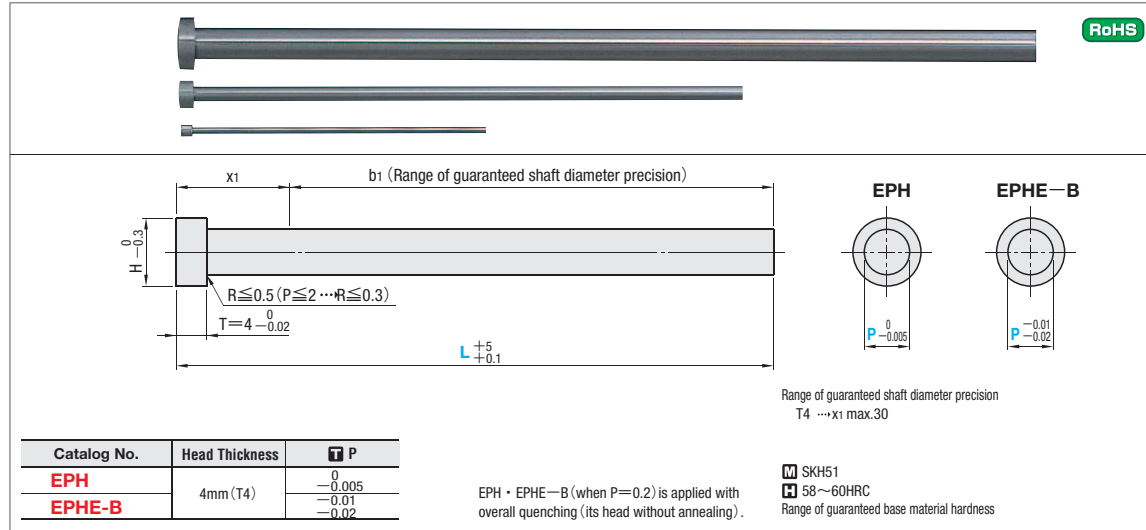 RoHS
x1
b1 (Range of guaranteed shaft diameter precision)
EPH
EPHE－B
H 0 －0.3
R≦0.5 (P≦2 ···▸R≦0.3)
T＝4 0 －0.02
L ＋5 ＋0.1
P 0 －0.005
P －0.01 －0.02
Range of guaranteed shaft diameter precision
T4 ···▸x1 max.30
Catalog No. Head Thickness T P
EPH 4mm (T4) 0 －0.005
EPHE-B －0.01 －0.02
EPH・EPHE－B (when P＝0.2) is applied with
overall quenching (its head without annealing).
M SKH51
H 58～60HRC
Range of guaranteed base material hardness